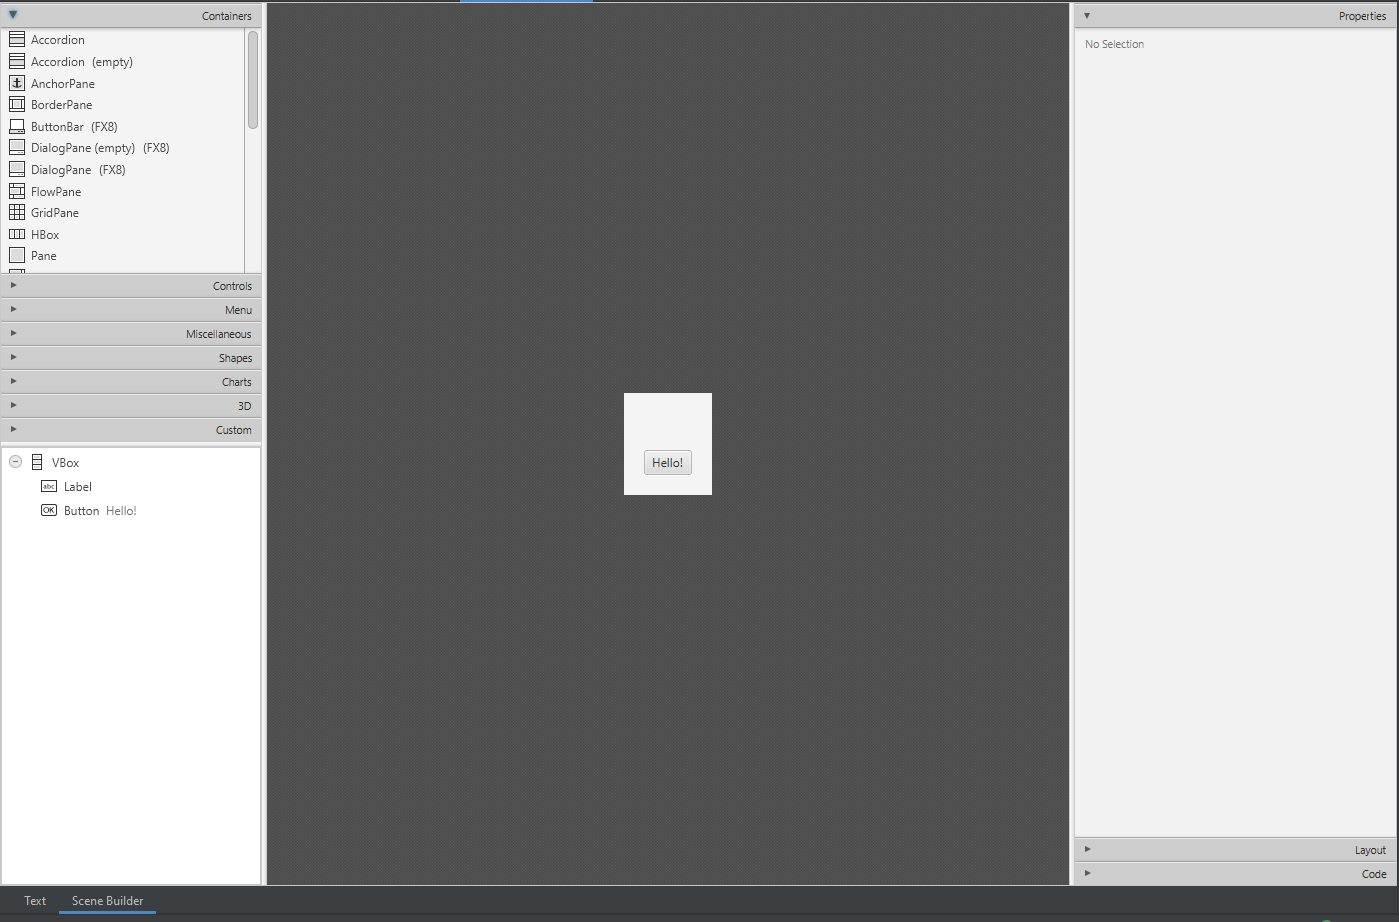 Containers
Accordion
Accordion (empty)
AnchorPane
BorderPane
ButtonBar (FX8)
DialogPane (empty) (FX8)
DialogPane (FX8)
FlowPane
GridPane
HBox
Pane
Controls
Menu
Miscellaneous
Shapes
Charts
3D
Custom
VBox
abc Label
OK Button Hello!
Hello!
Properties
No Selection
Layout
Code
Text Scene Builder